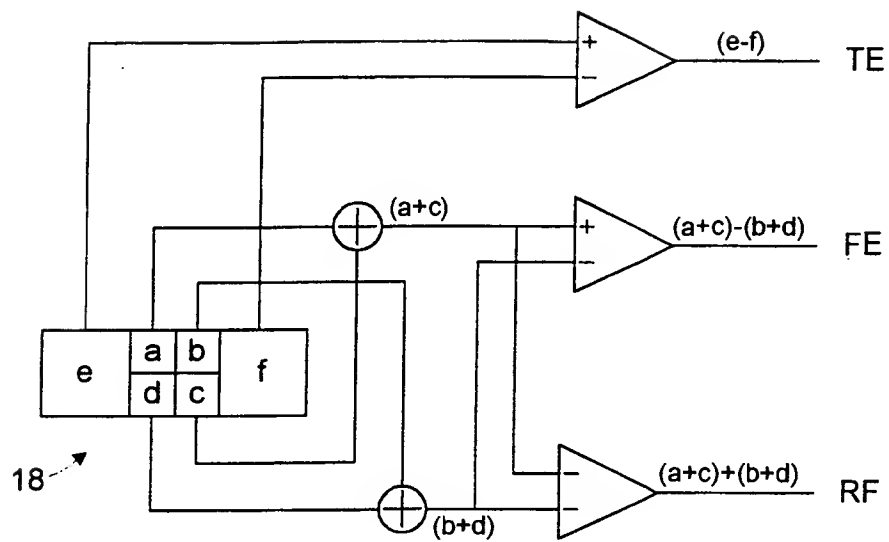 +
(e-f)
TE
−
(a+c)
+
(a+c)-(b+d)
FE
−
a b
e f
d c
18
−
(a+c)+(b+d)
RF
−
(b+d)